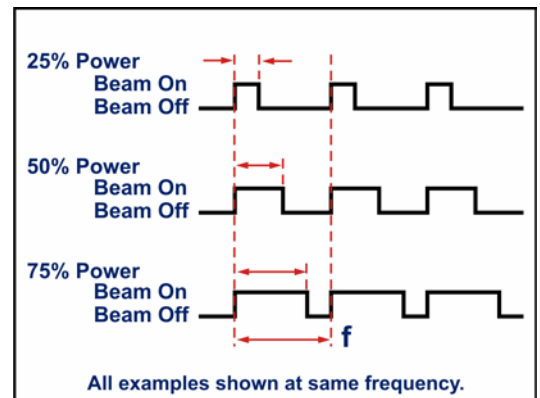 25% Power
Beam On
Beam Off
50% Power
Beam On
Beam Off
75% Power
Beam On
Beam Off
f
All examples shown at same frequency.